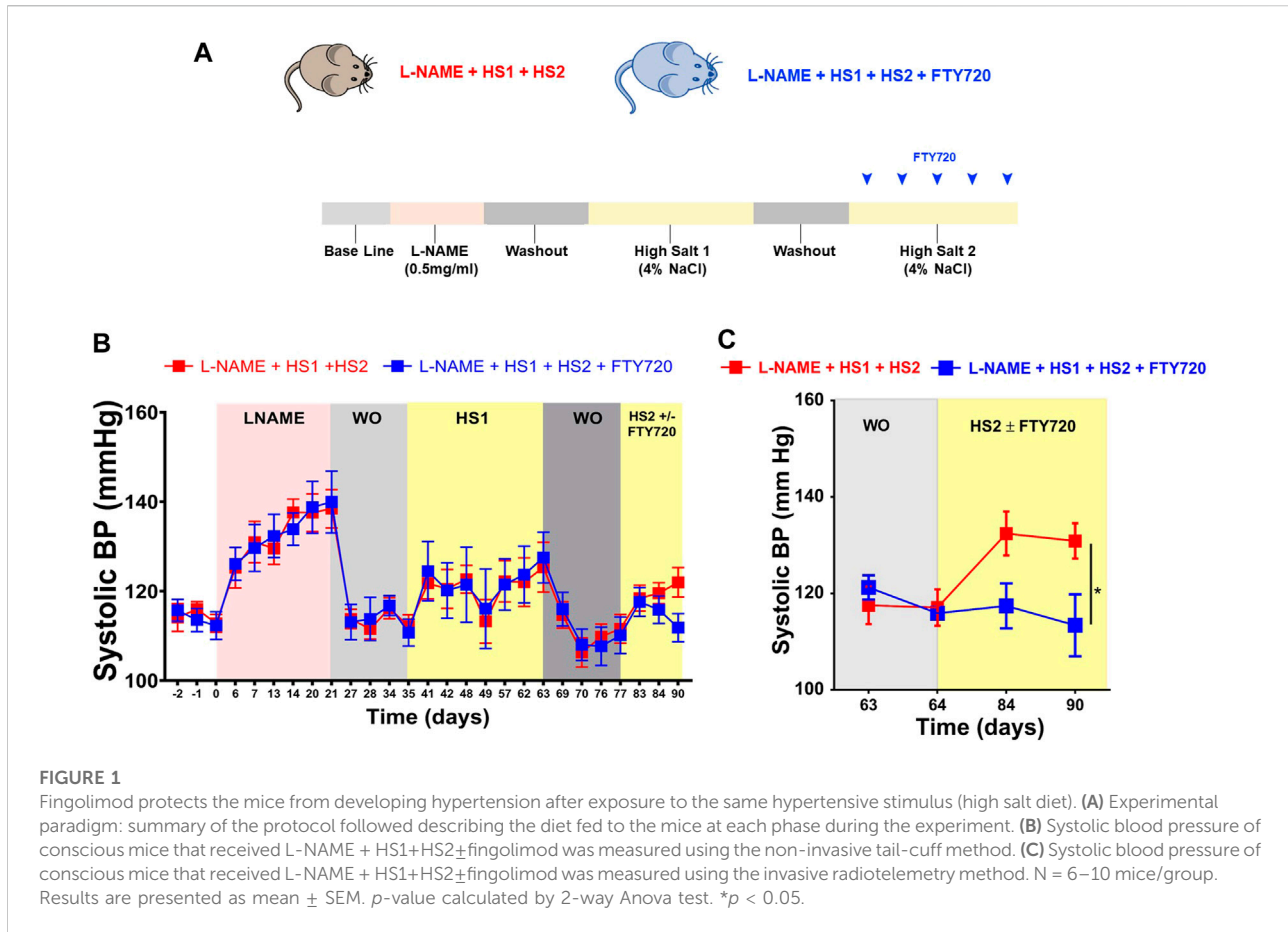 A
L-NAME + HS1 + HS2
L-NAME + HS1 + HS2 + FTY720
FTY720
Base Line
L-NAME
(0.5mg/ml)
Washout
High Salt 1
(4% NaCl)
Washout
High Salt 2
(4% NaCl)
B
L-NAME + HS1 +HS2
L-NAME + HS1 + HS2 + FTY720
LNAME
WO
HS1
WO
HS2 +/-
FTY720
Systolic BP (mmHg)
160
140
120
100
-2 -1 0 6 7 13 14 20 21 27 28 34 35 41 42 48 49 57 62 63 69 70 76 77 83 84 90
Time (days)
C
L-NAME + HS1 + HS2
L-NAME + HS1 + HS2 + FTY720
WO
HS2 ± FTY720
Systolic BP (mm Hg)
160
140
120
100
*
63 64 84 90
Time (days)
FIGURE 1
Fingolimod protects the mice from developing hypertension after exposure to the same hypertensive stimulus (high salt diet). (A) Experimental
paradigm: summary of the protocol followed describing the diet fed to the mice at each phase during the experiment. (B) Systolic blood pressure of
conscious mice that received L-NAME + HS1+HS2±fingolimod was measured using the non-invasive tail-cuff method. (C) Systolic blood pressure of
conscious mice that received L-NAME + HS1+HS2±fingolimod was measured using the invasive radiotelemetry method. N = 6–10 mice/group.
Results are presented as mean ± SEM. p-value calculated by 2-way Anova test. *p < 0.05.